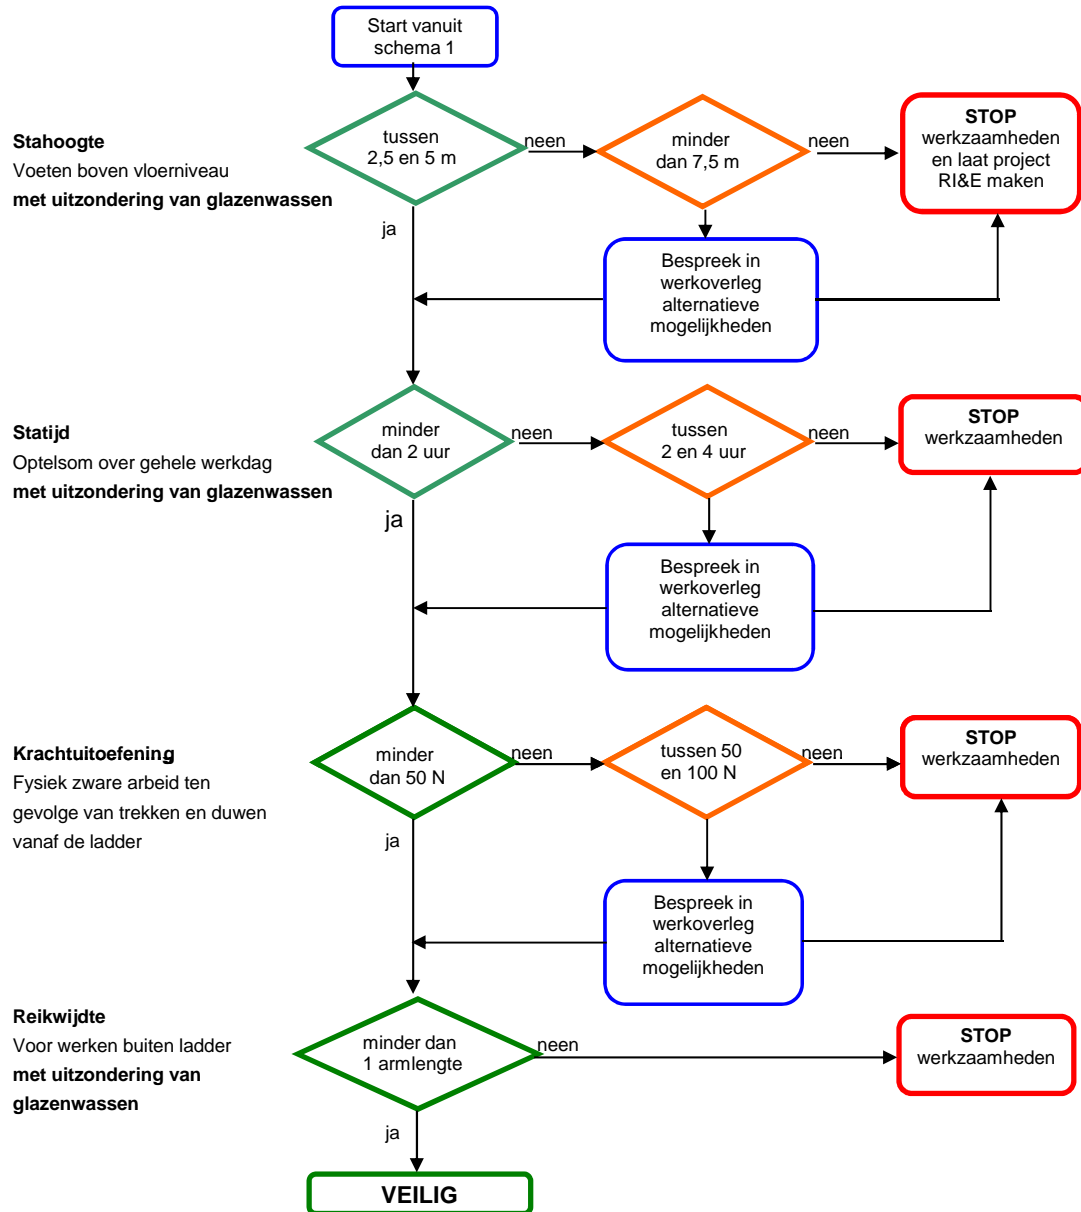 Start vanuit
schema 1
Stahoogte
Voeten boven vloerniveau
met uitzondering van glazenwassen
tussen
2,5 en 5 m
neen
minder
dan 7,5 m
neen
STOP
werkzaamheden
en laat project
RI&E maken
ja
Bespreek in
werkoverleg
alternatieve
mogelijkheden
Statijd
Optelsom over gehele werkdag
met uitzondering van glazenwassen
minder
dan 2 uur
neen
tussen
2 en 4 uur
neen
STOP
werkzaamheden
ja
Bespreek in
werkoverleg
alternatieve
mogelijkheden
Krachtuitoefening
Fysiek zware arbeid ten
gevolge van trekken en duwen
vanaf de ladder
minder
dan 50 N
neen
tussen 50
en 100 N
neen
STOP
werkzaamheden
ja
Bespreek in
werkoverleg
alternatieve
mogelijkheden
Reikwijdte
Voor werken buiten ladder
met uitzondering van
glazenwassen
minder dan
1 armlengte
neen
STOP
werkzaamheden
ja
VEILIG